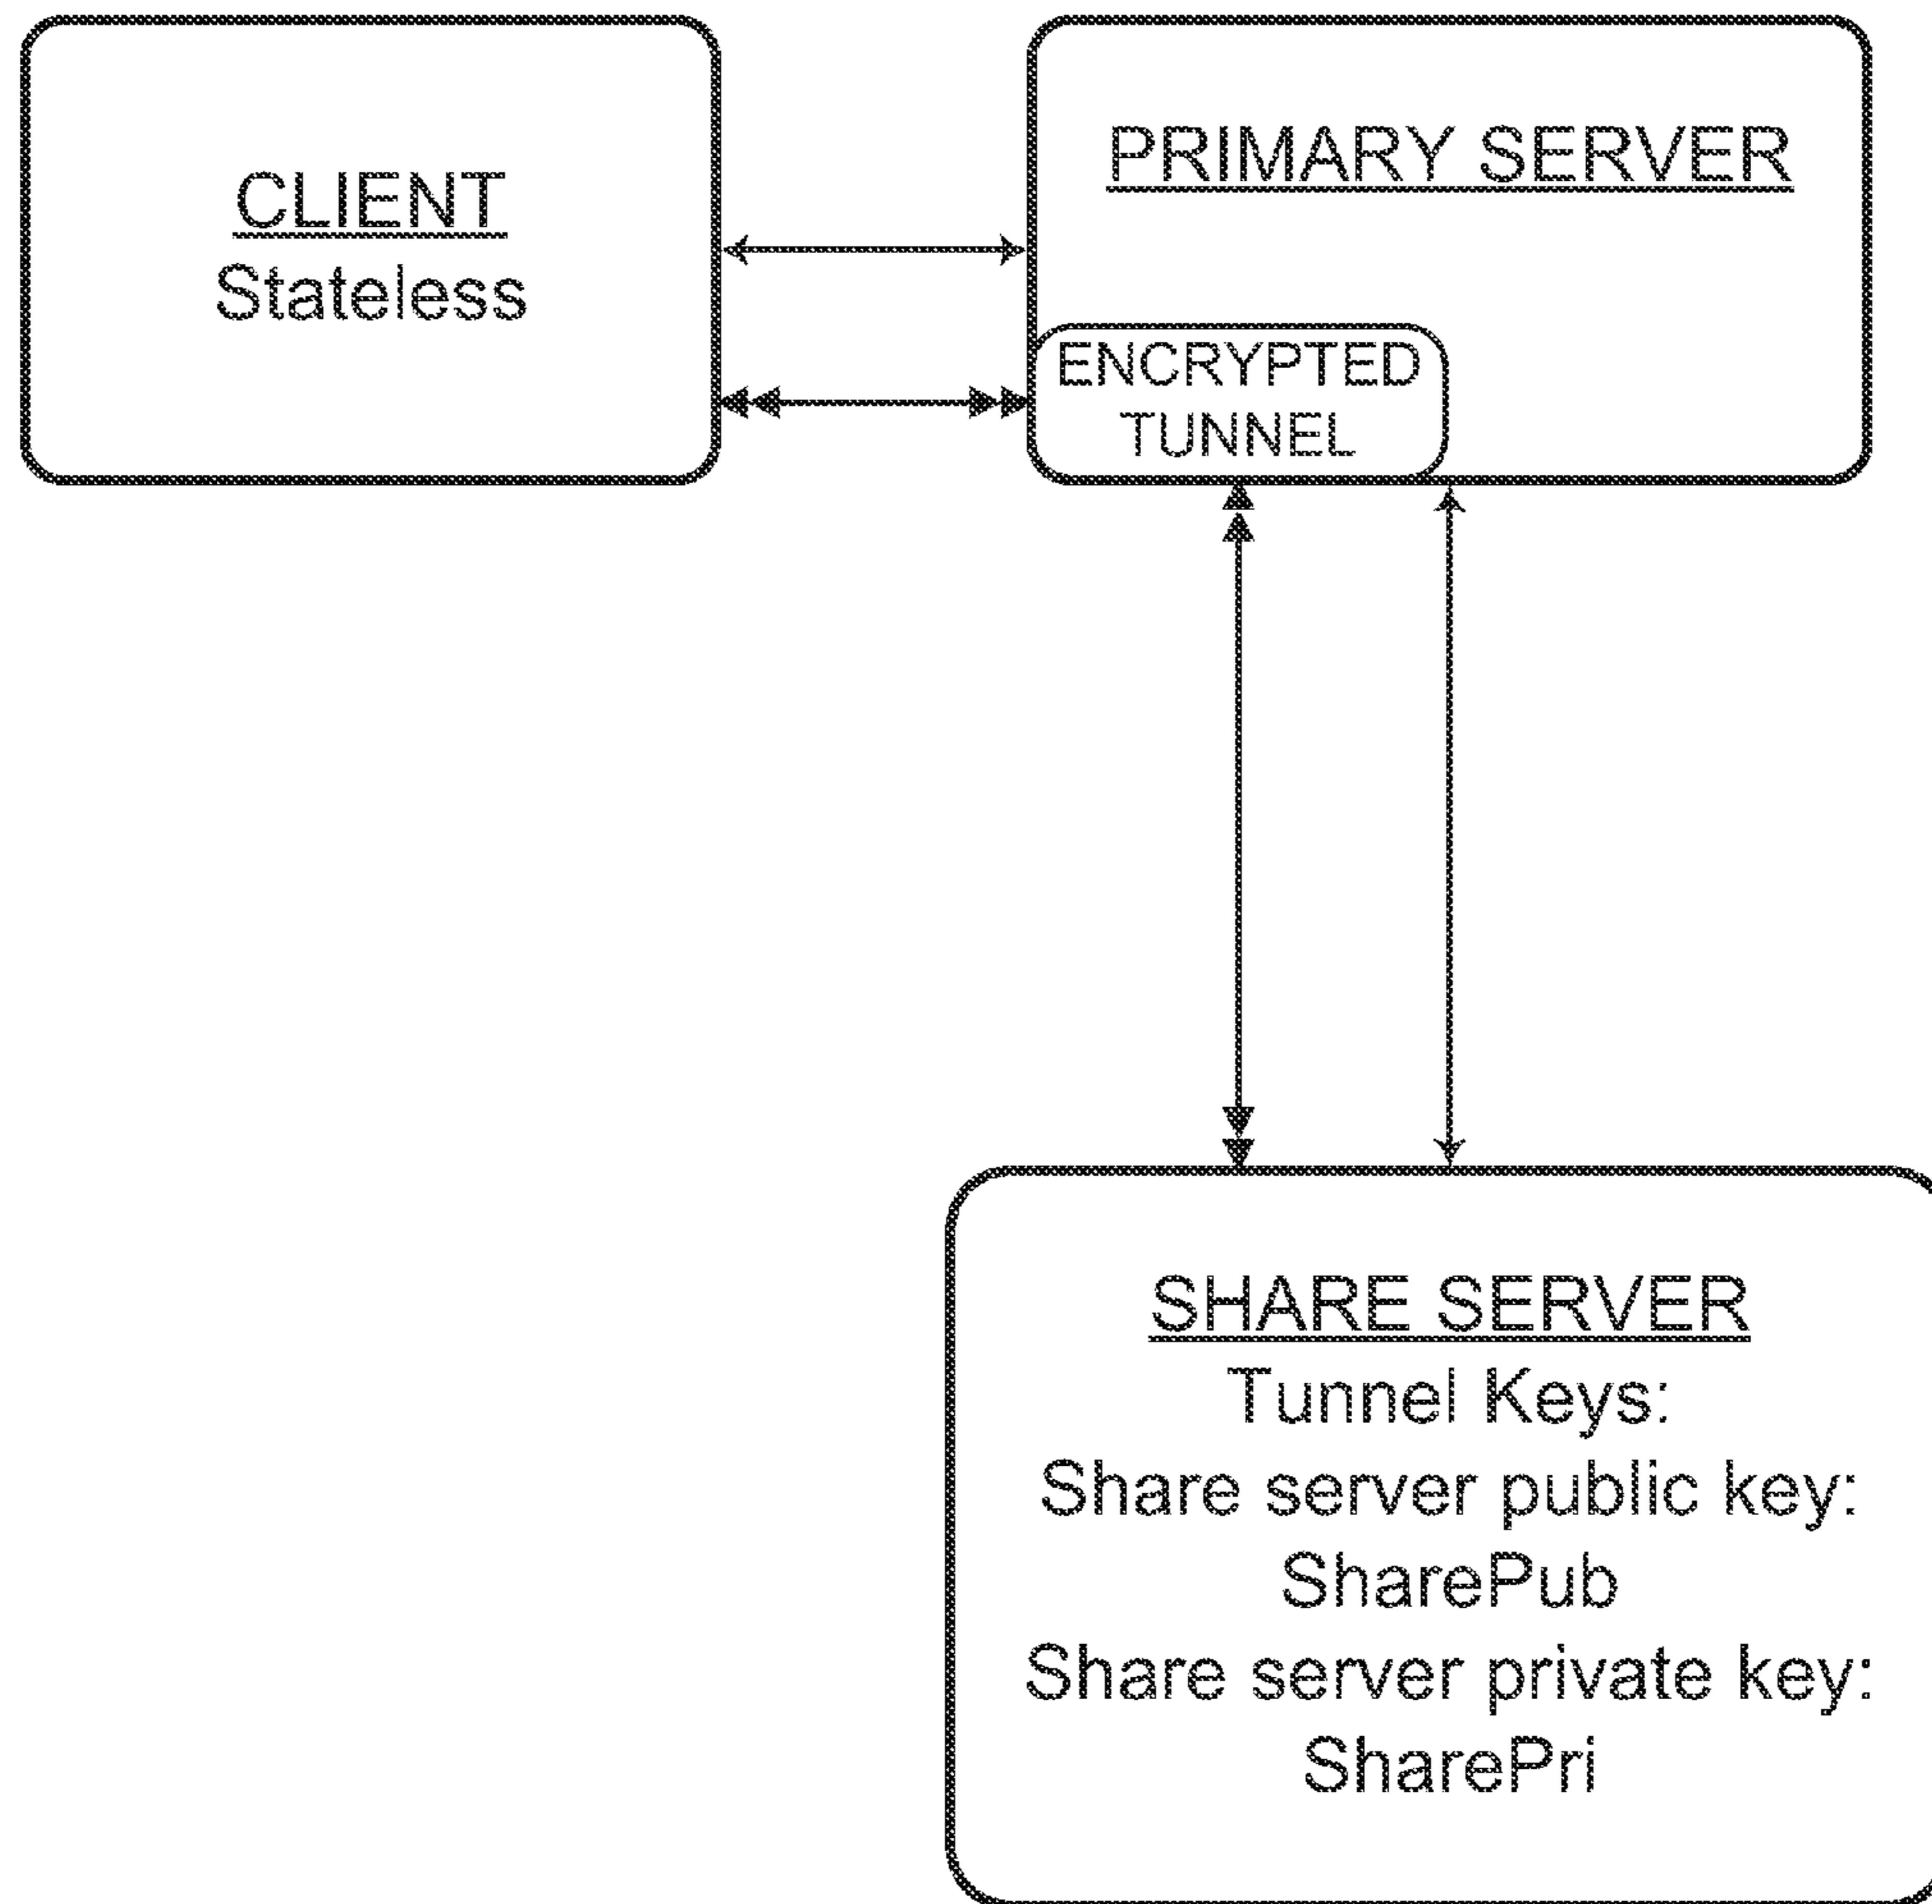 CLIENT
Stateless
PRIMARY SERVER
ENCRYPTED
TUNNEL
SHARE SERVER
Tunnel Keys:
Share server public key:
SharePub
Share server private key:
SharePri